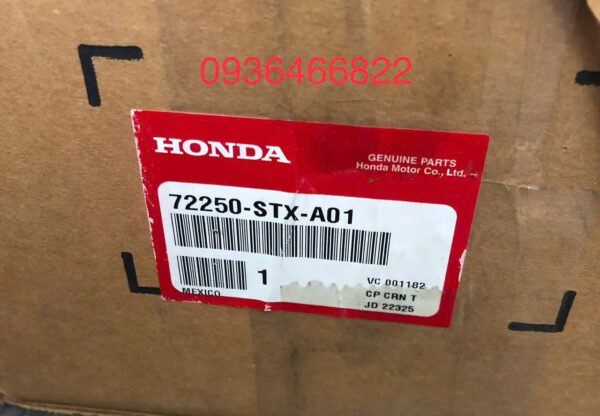 0936466822
HONDA
GENUINE PARTS
Honda Motor Co., Ltd.
72250-STX-A01
1
VC 001182
MEXICO
CP CRN T
JD 22325